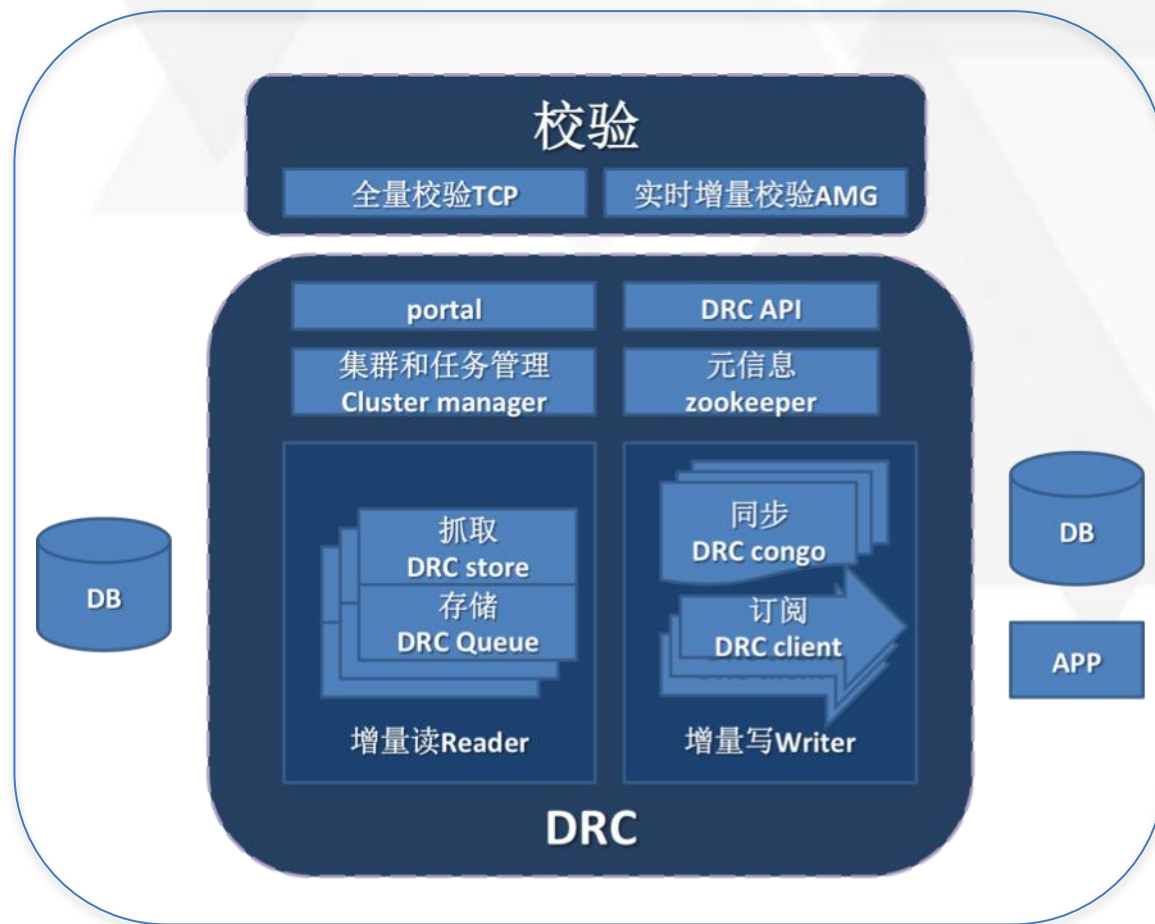 校验
全量校验TCP
实时增量校验AMG
portal
DRC API
集群和任务管理
Cluster manager
元信息
zookeeper
抓取
DRC store
存储
DRC Queue
增量读Reader
同步
DRC congo
订阅
DRC client
增量写Writer
DRC
DB
DB
APP